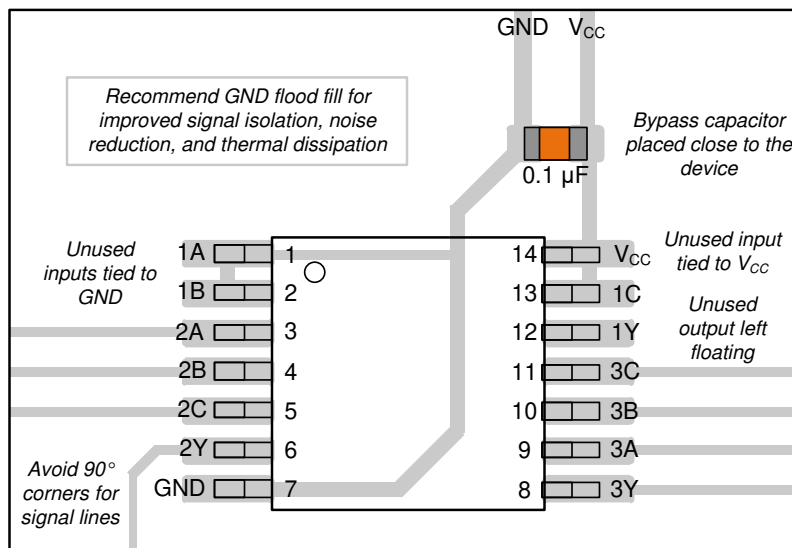 GND V_CC
Recommend GND flood fill for
improved signal isolation, noise
reduction, and thermal dissipation
Bypass capacitor
placed close to the
device
0.1 µF
Unused
inputs tied to
GND
1A 1 14 V_CC
1B 2 13 1C
2A 3 12 1Y
2B 4 11 3C
2C 5 10 3B
2Y 6 9 3A
GND 7 8 3Y
Unused input
tied to V_CC
Unused
output left
floating
Avoid 90°
corners for
signal lines